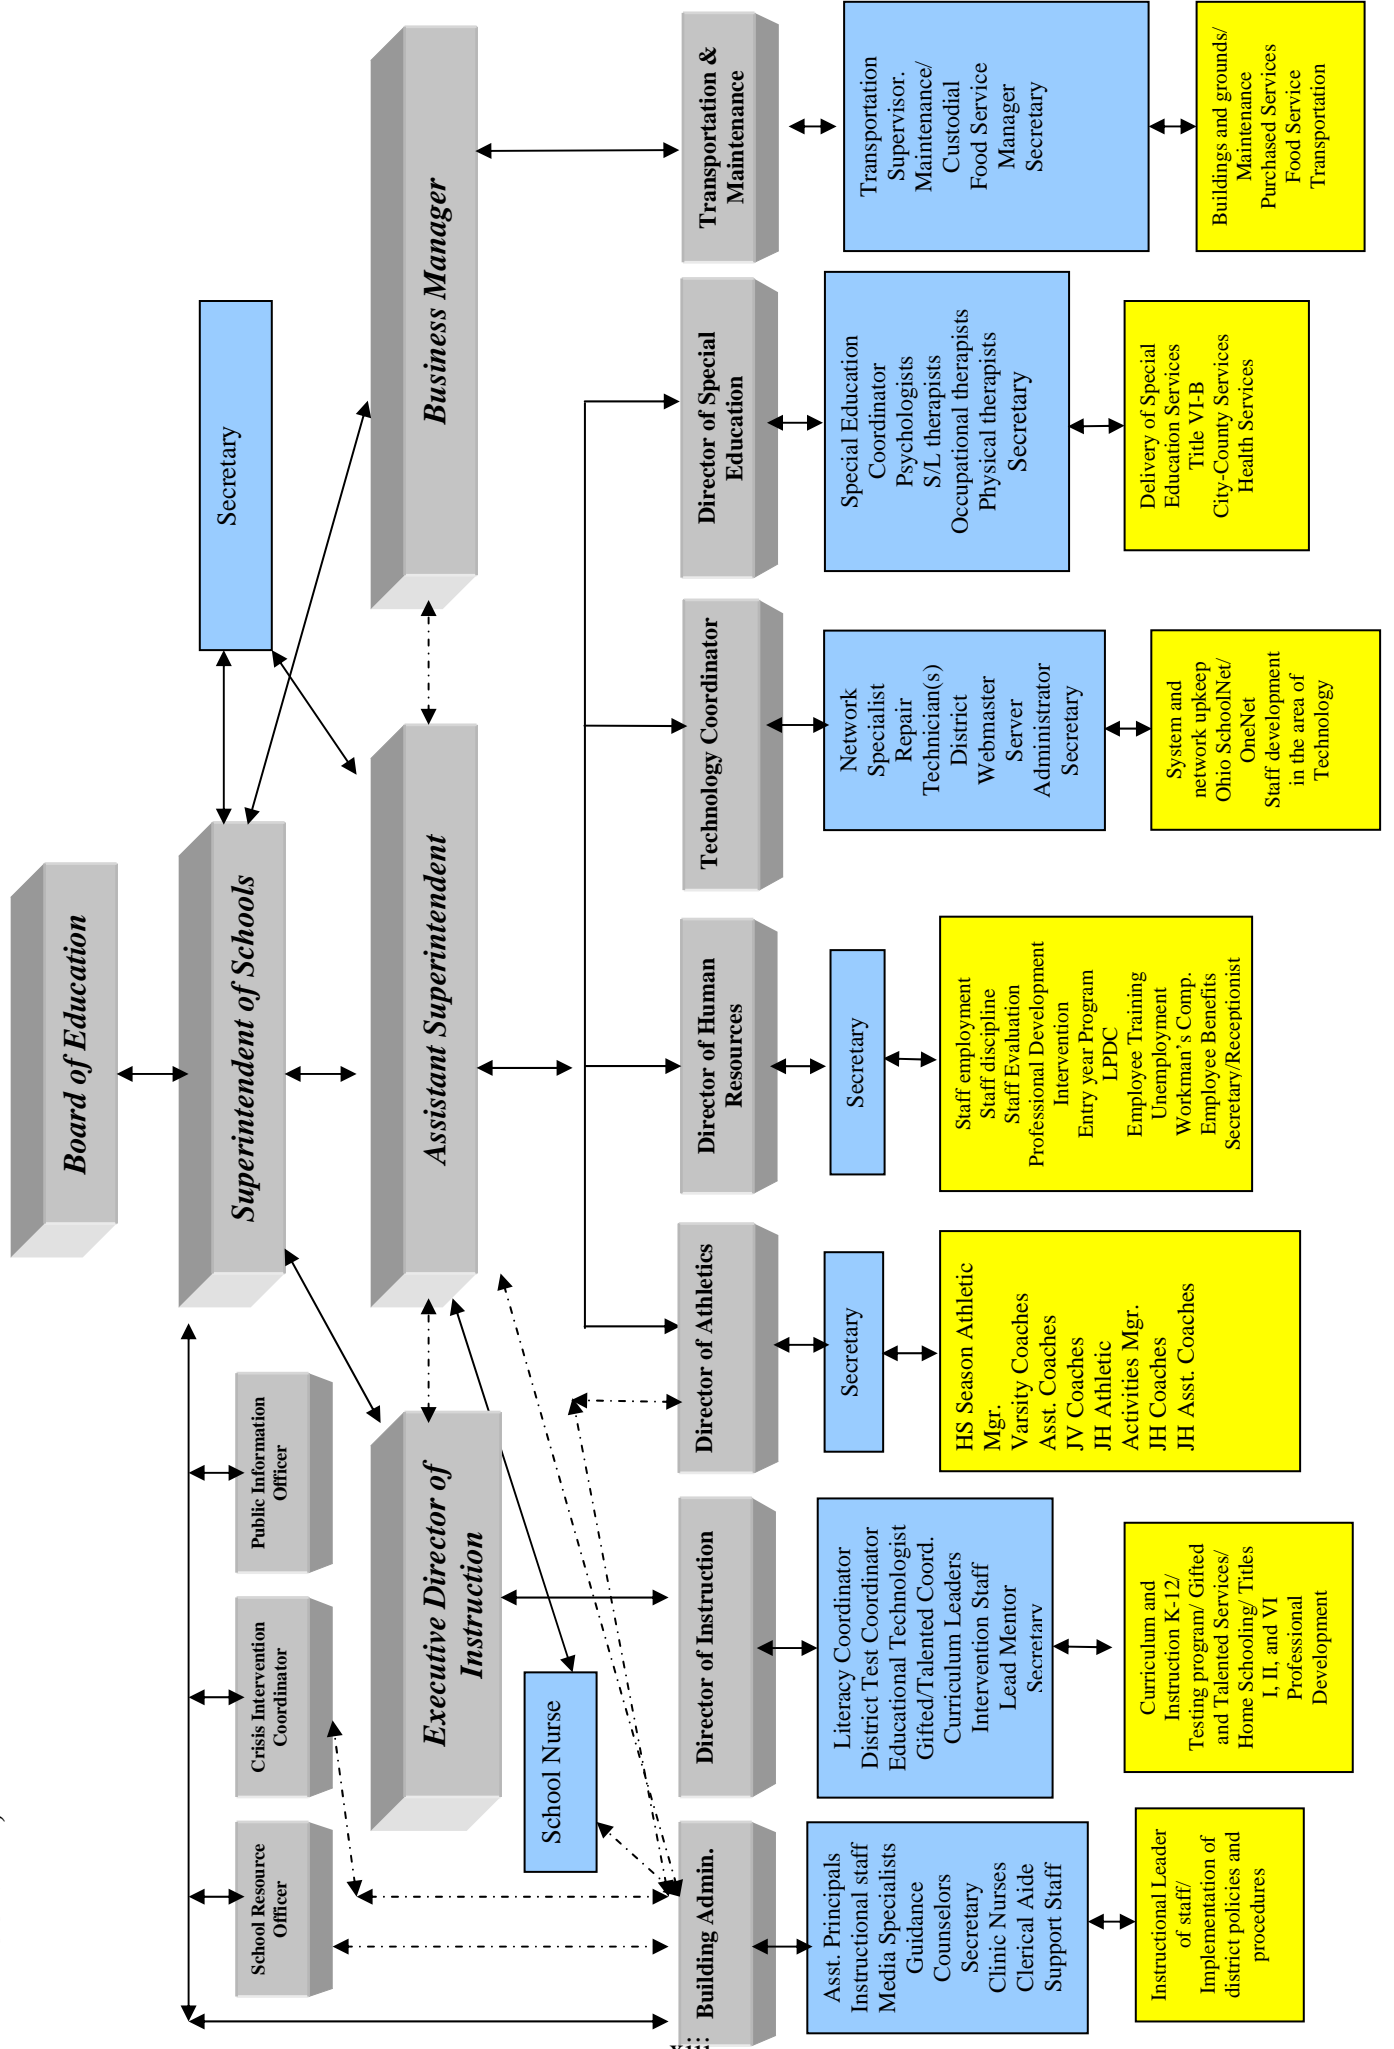 Board of Education
Superintendent of Schools
Secretary
School Resource
Officer
Crisis Intervention
Coordinator
Public Information
Officer
Executive Director of
Instruction
Assistant Superintendent
Business Manager
School Nurse
Building Admin.
Director of Instruction
Director of Athletics
Director of Human
Resources
Technology Coordinator
Director of Special
Education
Transportation &
Maintenance
Asst. Principals
Instructional staff
Media Specialists
Guidance
Counselors
Secretary
Clinic Nurses
Clerical Aide
Support Staff
Literacy Coordinator
District Test Coordinator
Educational Technologist
Gifted/Talented Coord.
Curriculum Leaders
Intervention Staff
Lead Mentor
Secretary
Secretary
Secretary
Network
Specialist
Repair
Technician(s)
District
Webmaster
Server
Administrator
Secretary
Special Education
Coordinator
Psychologists
S/L therapists
Occupational therapists
Physical therapists
Secretary
Transportation
Supervisor.
Maintenance/
Custodial
Food Service
Manager
Secretary
Instructional Leader
of staff/
Implementation of
district policies and
procedures
Curriculum and
Instruction K-12/
Testing program/ Gifted
and Talented Services/
Home Schooling/ Titles
I, II, and VI
Professional
Development
HS Season Athletic
Mgr.
Varsity Coaches
Asst. Coaches
JV Coaches
JH Athletic
Activities Mgr.
JH Coaches
JH Asst. Coaches
Staff employment
Staff discipline
Staff Evaluation
Professional Development
Intervention
Entry year Program
LPDC
Employee Training
Unemployment
Workman's Comp.
Employee Benefits
Secretary/Receptionist
System and
network upkeep
Ohio SchoolNet/
OneNet
Staff development
in the area of
Technology
Delivery of Special
Education Services
Title VI-B
City-County Services
Health Services
Buildings and grounds/
Maintenance
Purchased Services
Food Service
Transportation
xiii